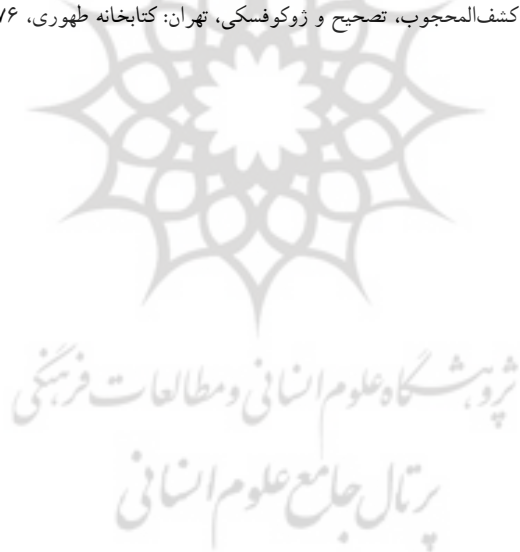 کشف‌المحجوب، تصحیح و ژوکوفسکی، تهران: کتابخانه طهوری، ۷۶
پژوهشگاه علوم انسانی و مطالعات فرهنگی
پرتال جامع علوم انسانی